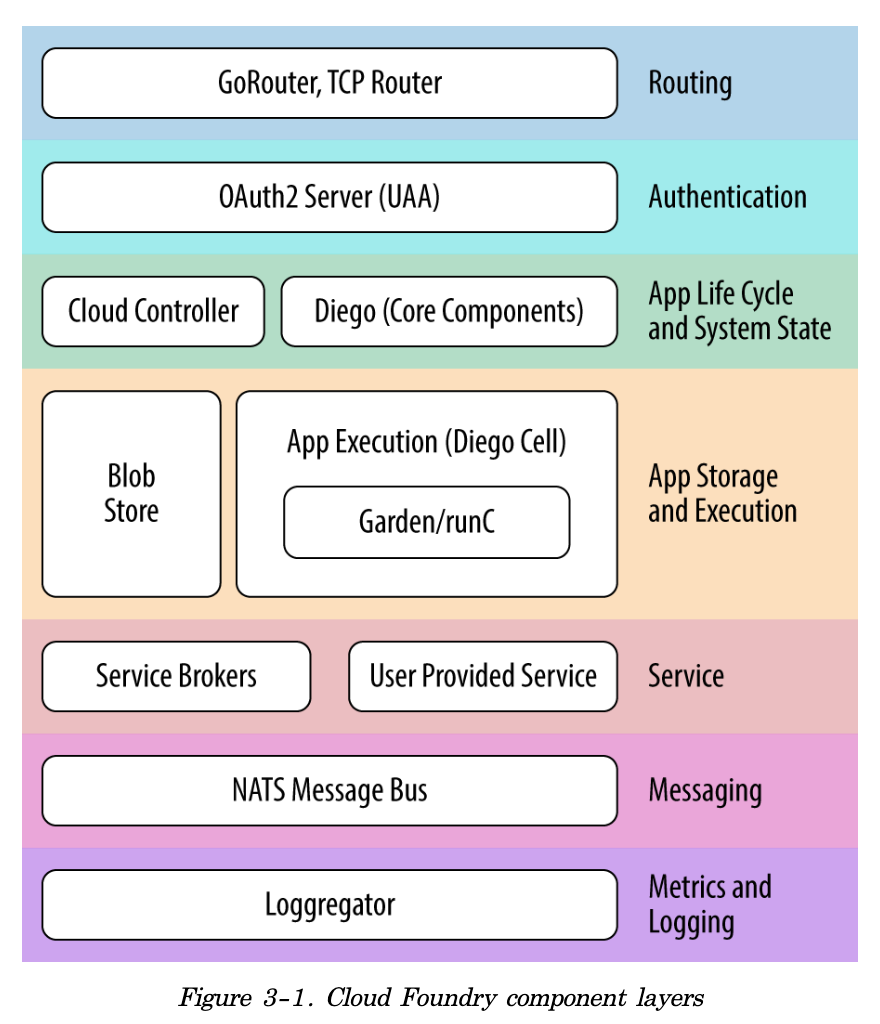 GoRouter, TCP Router
Routing
OAuth2 Server (UAA)
Authentication
Cloud Controller
Diego (Core Components)
App Life Cycle
and System State
Blob
Store
App Execution (Diego Cell)
Garden/runC
App Storage
and Execution
Service Brokers
User Provided Service
Service
NATS Message Bus
Messaging
Loggregator
Metrics and
Logging
Figure 3-1. Cloud Foundry component layers